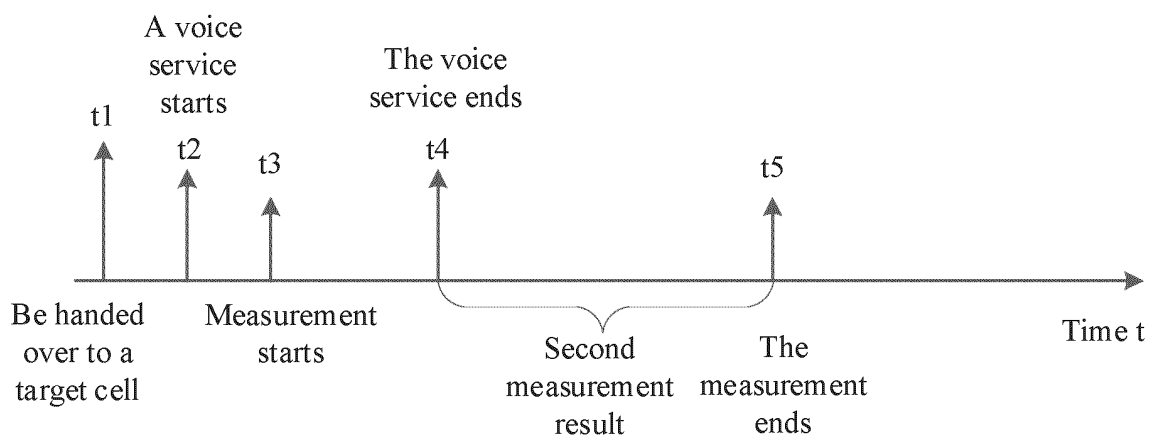 A voice
service
starts
The voice
service ends
t1
t2
t3
t4
t5
Be handed
over to a
target cell
Measurement
starts
Second
measurement
result
The
measurement
ends
Time t